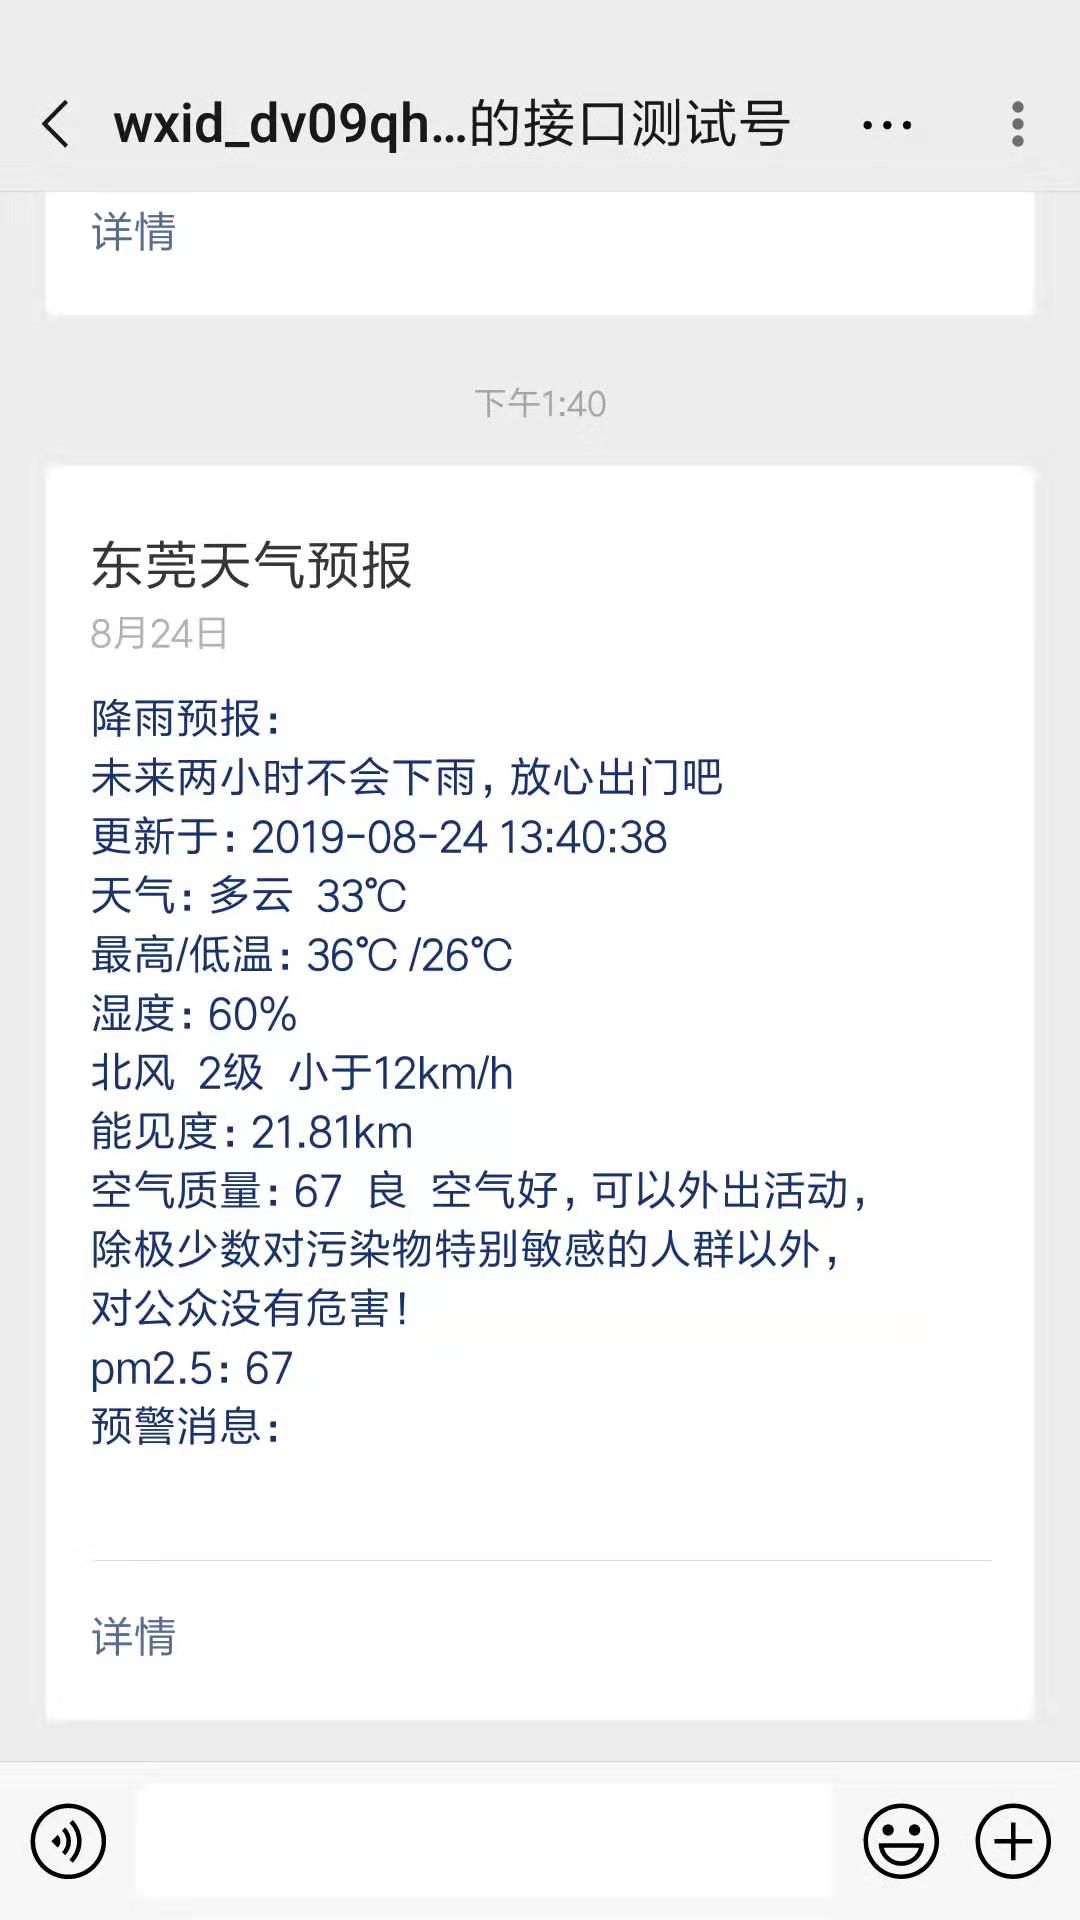 wxid_dv09qh...的接口测试号
详情
下午1:40
东莞天气预报
8月24日
降雨预报：
未来两小时不会下雨，放心出门吧
更新于：2019-08-24 13:40:38
天气：多云 33℃
最高/低温：36℃ /26℃
湿度：60%
北风 2级 小于12km/h
能见度：21.81km
空气质量：67 良 空气好，可以外出活动，
除极少数对污染物特别敏感的人群以外，
对公众没有危害！
pm2.5：67
预警消息：
详情